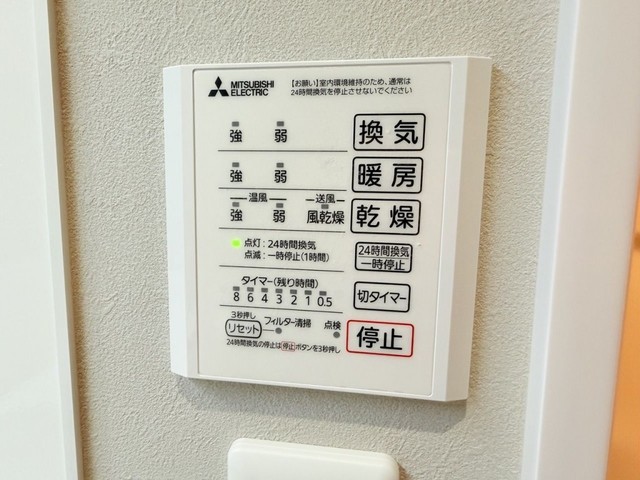 MITSUBISHI ELECTRIC
【お願い】室内環境維持のため、通常は
24時間換気を停止させないでください
強 弱 換気
強 弱 暖房
温風 送風
強 弱 風乾燥 乾燥
点灯:24時間換気
点滅:一時停止(1時間)
24時間換気
一時停止
タイマー(残り時間)
8 6 4 3 2 1 0.5
切タイマー
3秒押し
リセット フィルター清掃 点検
24時間換気の停止は停止ボタンを3秒押し
停止